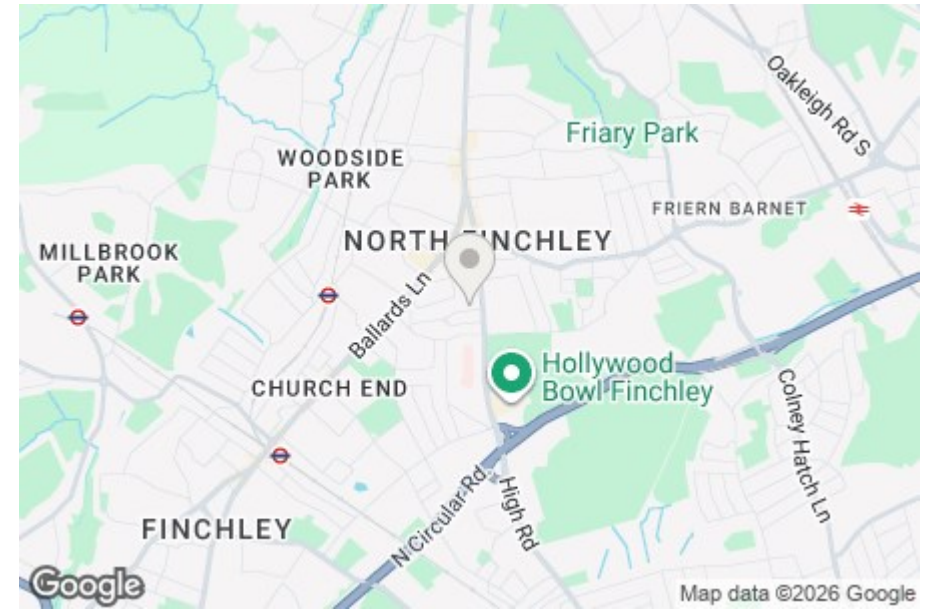 Oakleigh Rd S
Friary Park
WOODSIDE
PARK
FRIERN BARNET
NORTH FINCHLEY
MILLBROOK
PARK
Ballards Ln
Hollywood
Bowl Finchley
CHURCH END
Colney Hatch Ln
N Circular Rd
High Rd
FINCHLEY
Google
Map data ©2026 Google